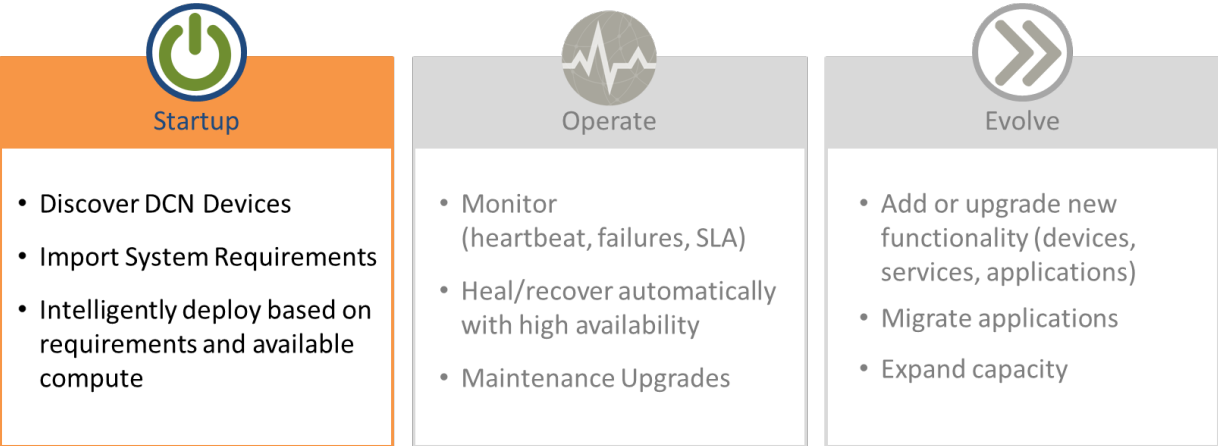 Startup
• Discover DCN Devices
• Import System Requirements
• Intelligently deploy based on
requirements and available
compute
Operate
• Monitor
(heartbeat, failures, SLA)
• Heal/recover automatically
with high availability
• Maintenance Upgrades
Evolve
• Add or upgrade new
functionality (devices,
services, applications)
• Migrate applications
• Expand capacity